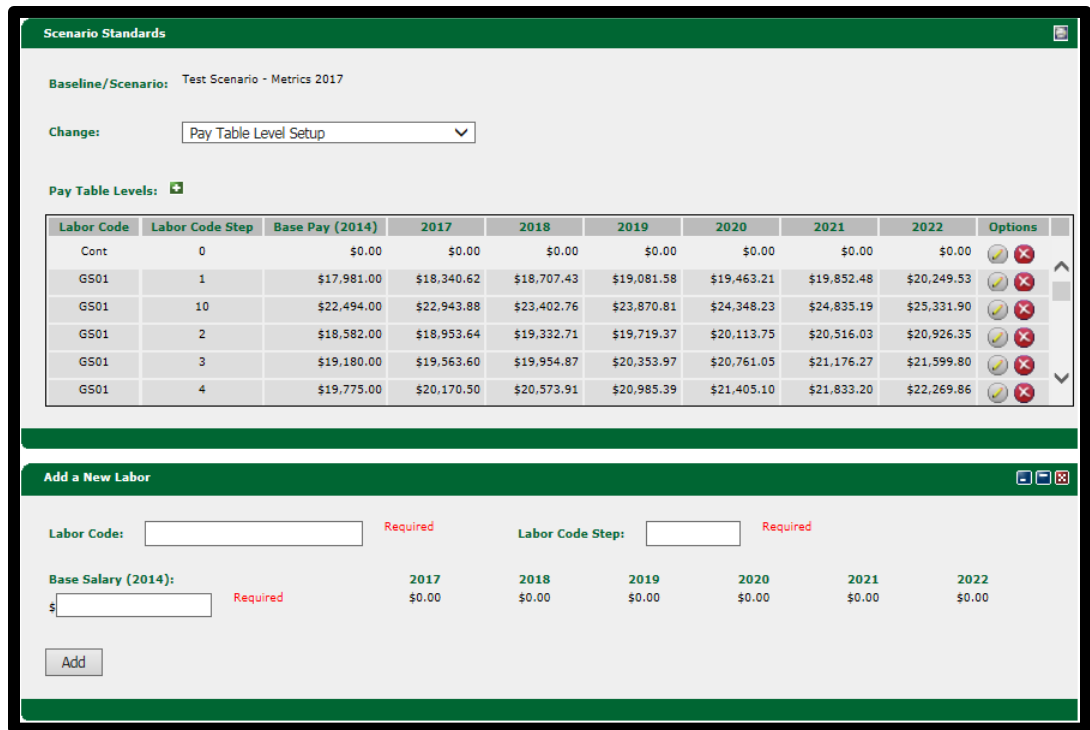 Scenario Standards
Baseline/Scenario: Test Scenario - Metrics 2017
Change: Pay Table Level Setup
Pay Table Levels:
Labor Code Labor Code Step Base Pay (2014) 2017 2018 2019 2020 2021 2022 Options
Cont 0 $0.00 $0.00 $0.00 $0.00 $0.00 $0.00 $0.00
GS01 1 $17,981.00 $18,340.62 $18,707.43 $19,081.58 $19,463.21 $19,852.48 $20,249.53
GS01 10 $22,494.00 $22,943.88 $23,402.76 $23,870.81 $24,348.23 $24,835.19 $25,331.90
GS01 2 $18,582.00 $18,953.64 $19,332.71 $19,719.37 $20,113.75 $20,516.03 $20,926.35
GS01 3 $19,180.00 $19,563.60 $19,954.87 $20,353.97 $20,761.05 $21,176.27 $21,599.80
GS01 4 $19,775.00 $20,170.50 $20,573.91 $20,985.39 $21,405.10 $21,833.20 $22,269.86
Add a New Labor
Labor Code: Required Labor Code Step: Required
Base Salary (2014): 2017 2018 2019 2020 2021 2022
$ Required $0.00 $0.00 $0.00 $0.00 $0.00 $0.00
Add